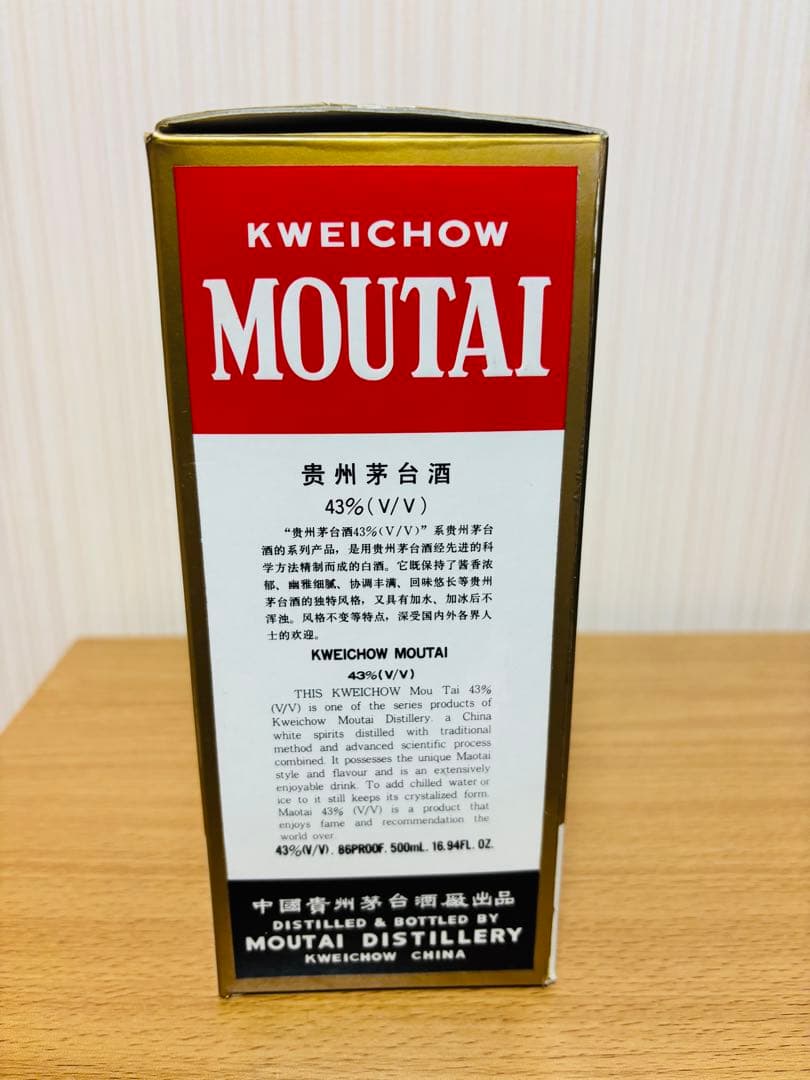 KWEICHOW
MOUTAI
贵州茅台酒
43%(V/V)
“贵州茅台酒43%(V/V)”系贵州茅台
酒的系列产品，是用贵州茅台酒经先进的科
学方法精制而成的白酒。它既保持了酱香浓
郁、幽雅细腻、协调丰满、回味悠长等贵州
茅台酒的独特风格，又具有加水、加冰后不
浑浊。风格不变等特点，深受国内外各界人
士的欢迎。
KWEICHOW MOUTAI
43%(V/V)
THIS KWEICHOW Mou Tai 43%
(V/V) is one of the series products of
Kweichow Moutai Distillery. a China
white spirits distilled with traditional
method and advanced scientific process
combined. It possesses the unique Maotai
style and flavour and is an extensively
enjoyable drink. To add chilled water or
ice to it still keeps its crystalized form.
Maotai 43% (V/V) is a product that
enjoys fame and recommendation the
world over.
43%(V/V). 86PROOF. 500mL. 16.94FL. OZ.
中國貴州茅台酒廠出品
DISTILLED & BOTTLED BY
MOUTAI DISTILLERY
KWEICHOW CHINA